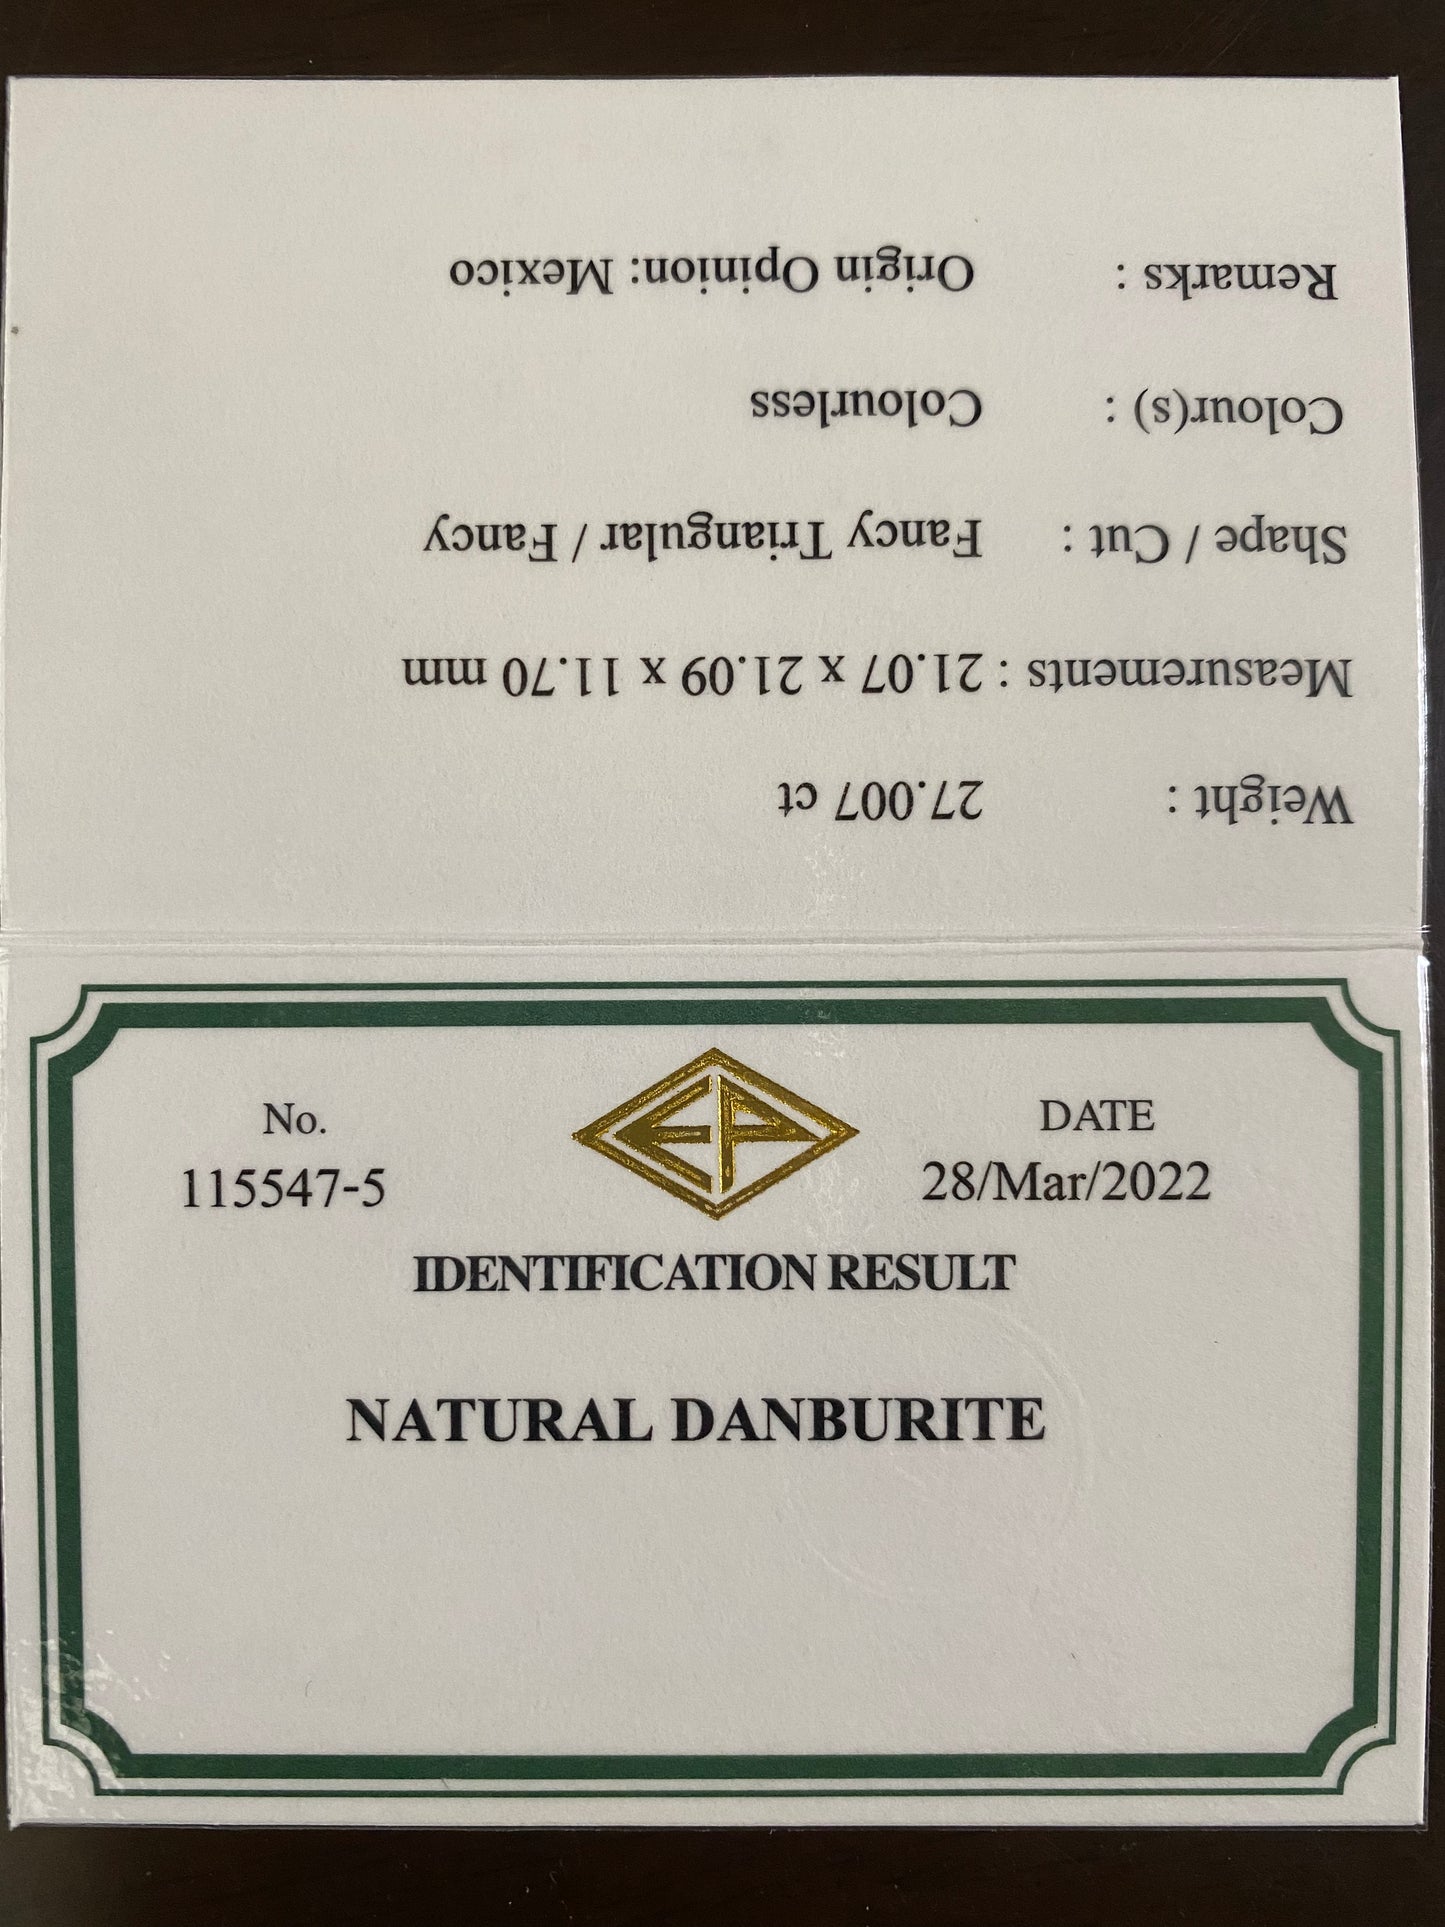 No.
115547-5
EP
DATE
28/Mar/2022
IDENTIFICATION RESULT
NATURAL DANBURITE
Weight : 27.007 ct
Measurements : 21.07 x 21.09 x 11.70 mm
Shape / Cut : Fancy Triangular / Fancy
Colour(s) : Colourless
Remarks : Origin Opinion: Mexico